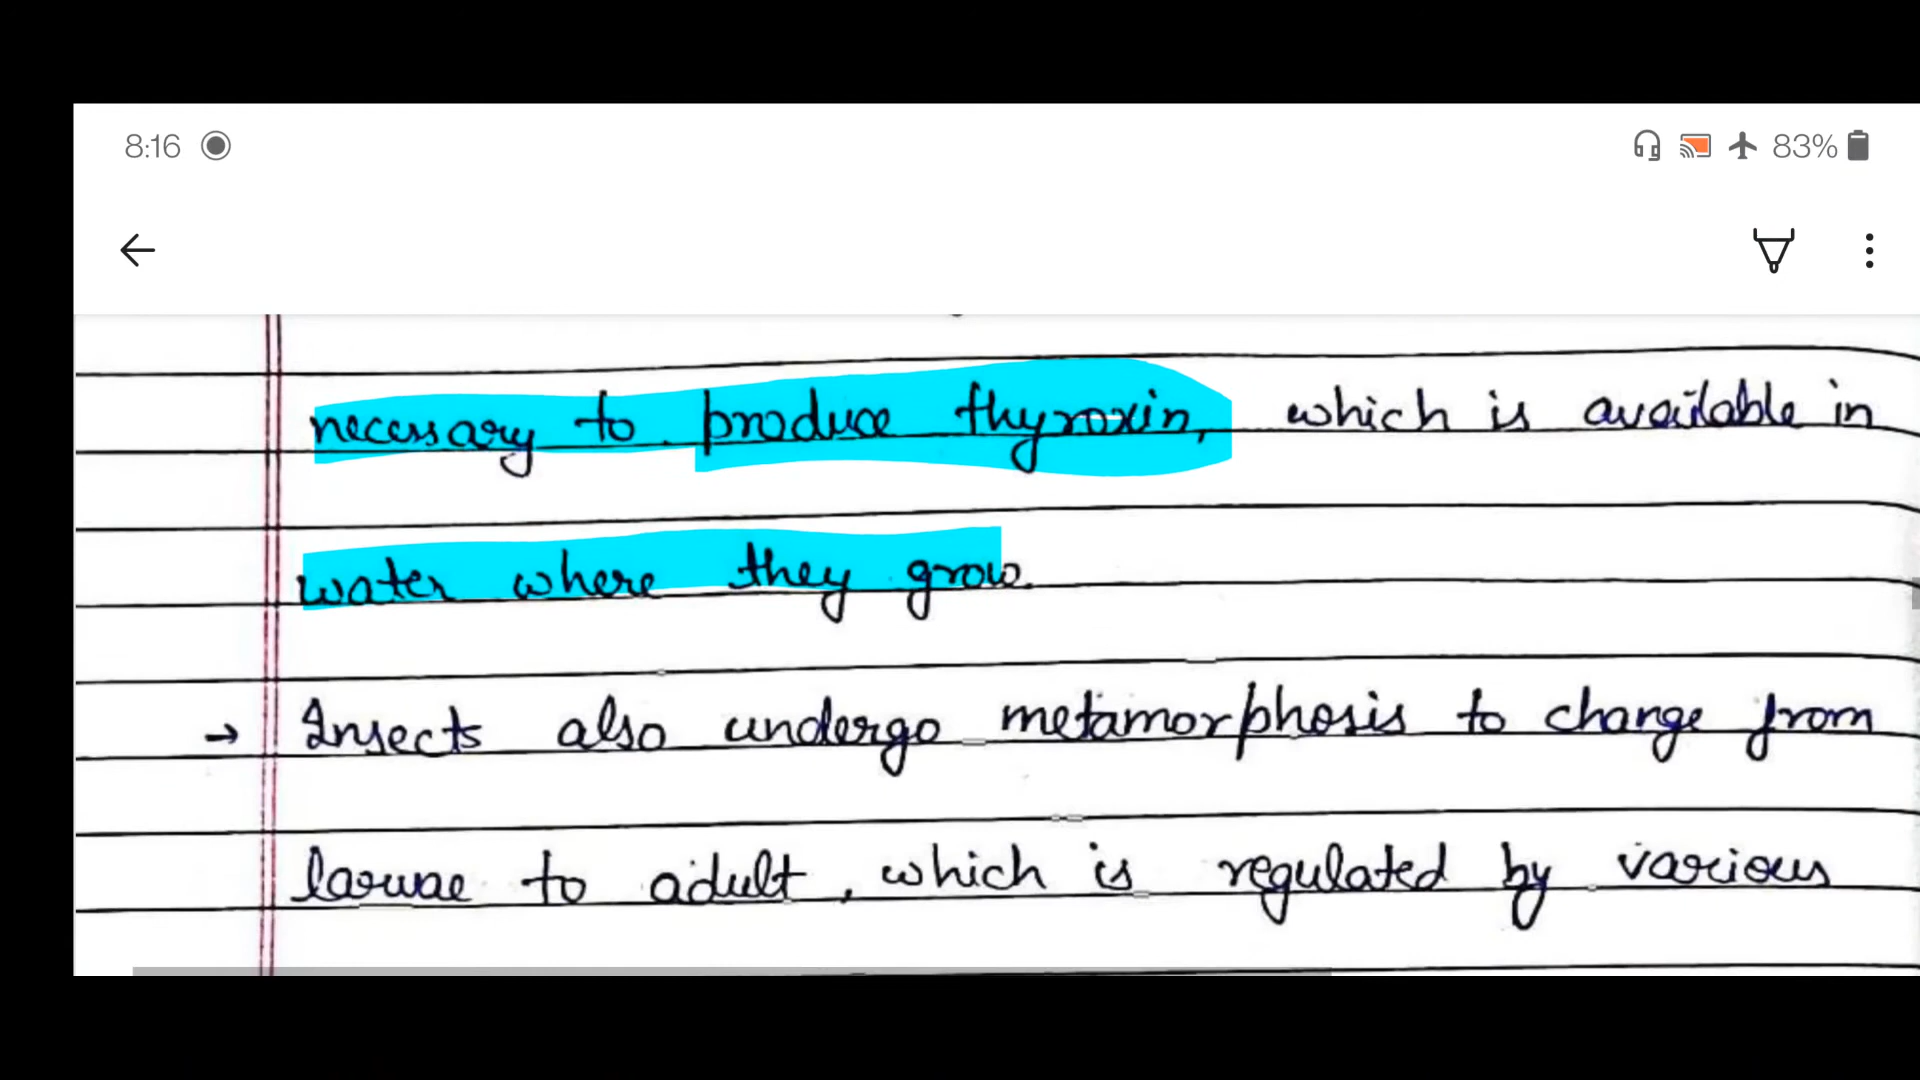 8:16
83%
necessary to produce thyroxin, which is available in
water where they grow.
→ Insects also undergo metamorphosis to change from
larvae to adult, which is regulated by various